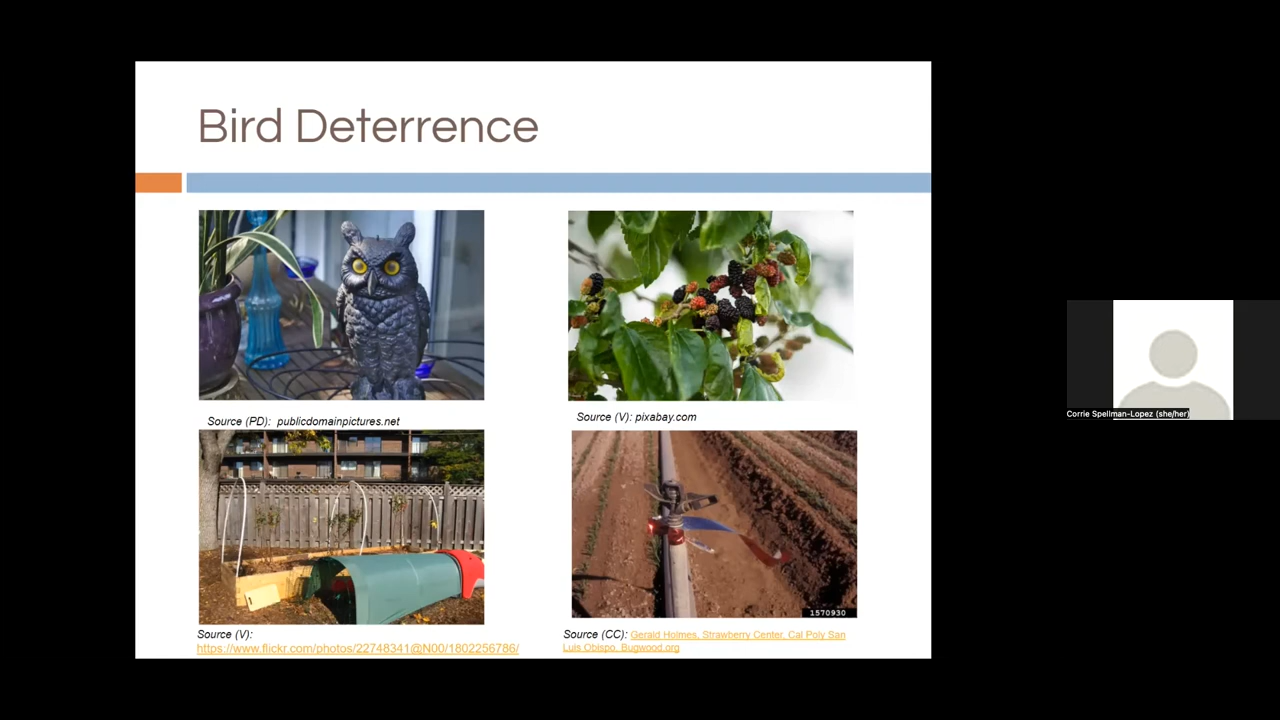 Bird Deterrence
Source (PD): publicdomainpictures.net
Source (V): pixabay.com
1570930
Source (V):
https://www.flickr.com/photos/22748341@N00/1802256786/
Source (CC): Gerald Holmes, Strawberry Center, Cal Poly San
Luis Obispo, Bugwood.org
Corrie Spellman-Lopez (she/her)